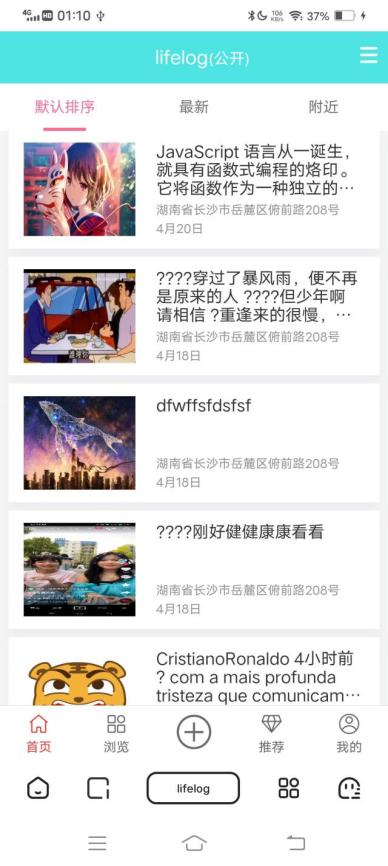 4G HD 01:10 106 KB/s 37%
lifelog(公开)
默认排序 最新 附近
JavaScript 语言从一诞生，
就具有函数式编程的烙印。
它将函数作为一种独立的…
湖南省长沙市岳麓区俯前路208号
4月20日
????穿过了暴风雨，便不再
是原来的人 ????但少年啊
请相信 ?重逢来的很慢，…
湖南省长沙市岳麓区俯前路208号
4月18日
dfwffsfdsfsf
湖南省长沙市岳麓区俯前路208号
4月18日
????刚好健健康康看看
湖南省长沙市岳麓区俯前路208号
4月18日
CristianoRonaldo 4小时前
? com a mais profunda
tristeza que comunicam…
首页 浏览 推荐 我的
lifelog